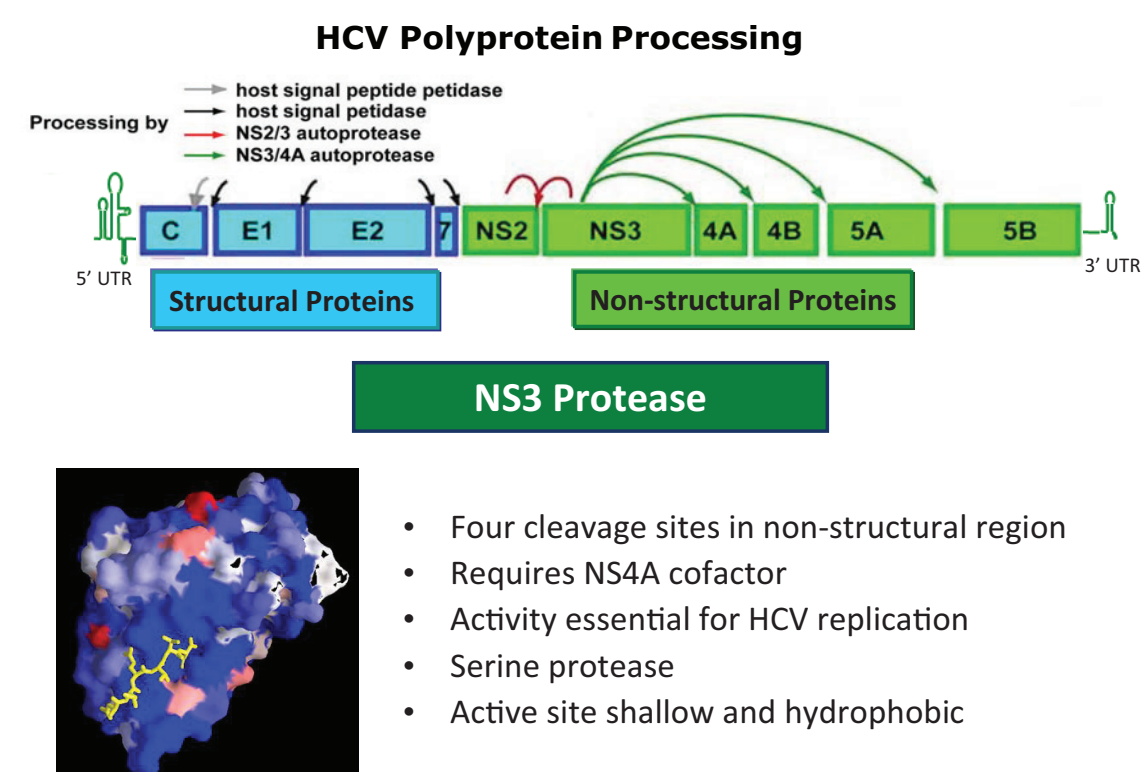 HCV Polyprotein Processing
Processing by
host signal peptide petidase
host signal petidase
NS2/3 autoprotease
NS3/4A autoprotease
C E1 E2 7 NS2 NS3 4A 4B 5A 5B
5’ UTR
3’ UTR
Structural Proteins
Non-structural Proteins
NS3 Protease
• Four cleavage sites in non-structural region
• Requires NS4A cofactor
• Activity essential for HCV replication
• Serine protease
• Active site shallow and hydrophobic